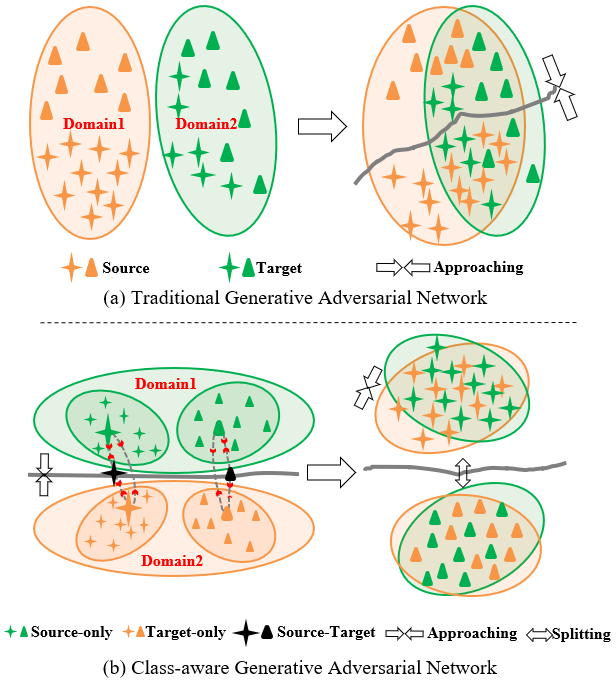 Domain1 Domain2
Source Target Approaching
(a) Traditional Generative Adversarial Network
Domain1
Domain2
Source-only Target-only Source-Target Approaching Splitting
(b) Class-aware Generative Adversarial Network